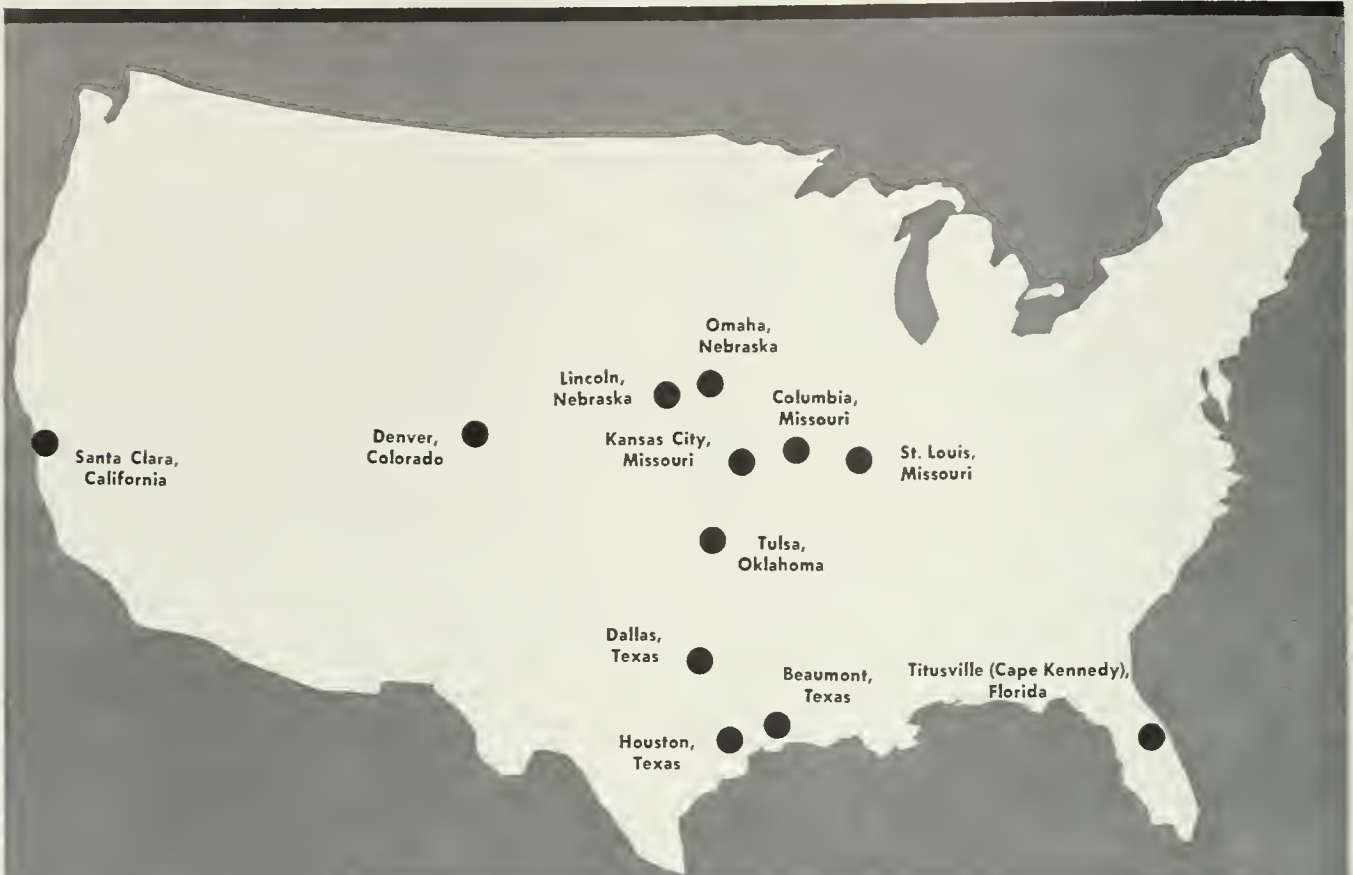 Omaha,
Nebraska
Lincoln,
Nebraska
Columbia,
Missouri
Denver,
Colorado
Kansas City,
Missouri
St. Louis,
Missouri
Santa Clara,
California
Tulsa,
Oklahoma
Dallas,
Texas
Beaumont,
Texas
Titusville (Cape Kennedy),
Florida
Houston,
Texas